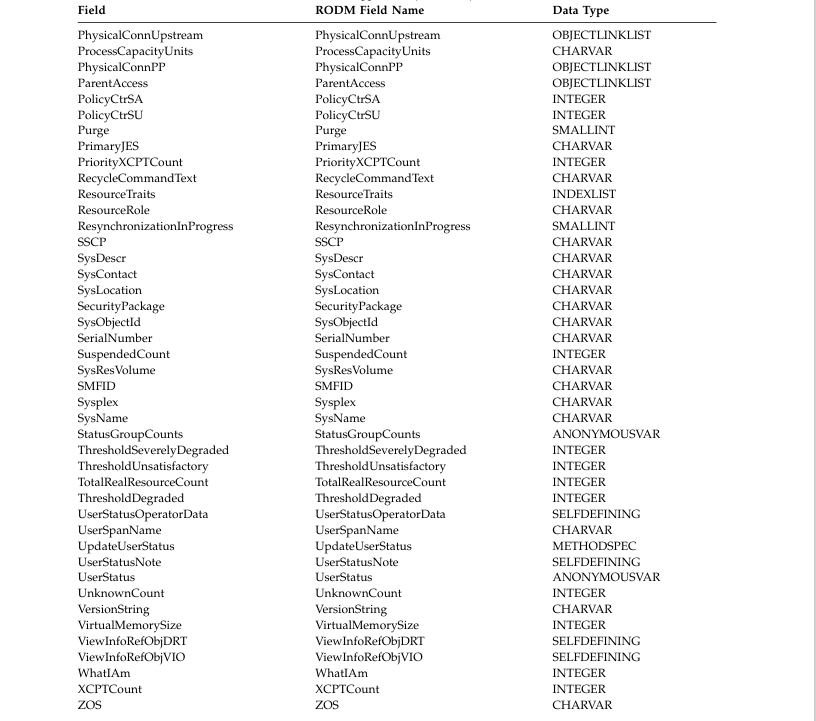 Field RODM Field Name Data Type
PhysicalConnUpstream PhysicalConnUpstream OBJECTLINKLIST
ProcessCapacityUnits ProcessCapacityUnits CHARVAR
PhysicalConnPP PhysicalConnPP OBJECTLINKLIST
ParentAccess ParentAccess OBJECTLINKLIST
PolicyCtrSA PolicyCtrSA INTEGER
PolicyCtrSU PolicyCtrSU INTEGER
Purge Purge SMALLINT
PrimaryJES PrimaryJES CHARVAR
PriorityXCPTCount PriorityXCPTCount INTEGER
RecycleCommandText RecycleCommandText CHARVAR
ResourceTraits ResourceTraits INDEXLIST
ResourceRole ResourceRole CHARVAR
ResynchronizationInProgress ResynchronizationInProgress SMALLINT
SSCP SSCP CHARVAR
SysDescr SysDescr CHARVAR
SysContact SysContact CHARVAR
SysLocation SysLocation CHARVAR
SecurityPackage SecurityPackage CHARVAR
SysObjectId SysObjectId CHARVAR
SerialNumber SerialNumber CHARVAR
SuspendedCount SuspendedCount INTEGER
SysResVolume SysResVolume CHARVAR
SMFID SMFID CHARVAR
Sysplex Sysplex CHARVAR
SysName SysName CHARVAR
StatusGroupCounts StatusGroupCounts ANONYMOUSVAR
ThresholdSeverelyDegraded ThresholdSeverelyDegraded INTEGER
ThresholdUnsatisfactory ThresholdUnsatisfactory INTEGER
TotalRealResourceCount TotalRealResourceCount INTEGER
ThresholdDegraded ThresholdDegraded INTEGER
UserStatusOperatorData UserStatusOperatorData SELFDEFINING
UserSpanName UserSpanName CHARVAR
UpdateUserStatus UpdateUserStatus METHODSPEC
UserStatusNote UserStatusNote SELFDEFINING
UserStatus UserStatus ANONYMOUSVAR
UnknownCount UnknownCount INTEGER
VersionString VersionString CHARVAR
VirtualMemorySize VirtualMemorySize INTEGER
ViewInfoRefObjDRT ViewInfoRefObjDRT SELFDEFINING
ViewInfoRefObjVIO ViewInfoRefObjVIO SELFDEFINING
WhatIAm WhatIAm INTEGER
XCPTCount XCPTCount INTEGER
ZOS ZOS CHARVAR